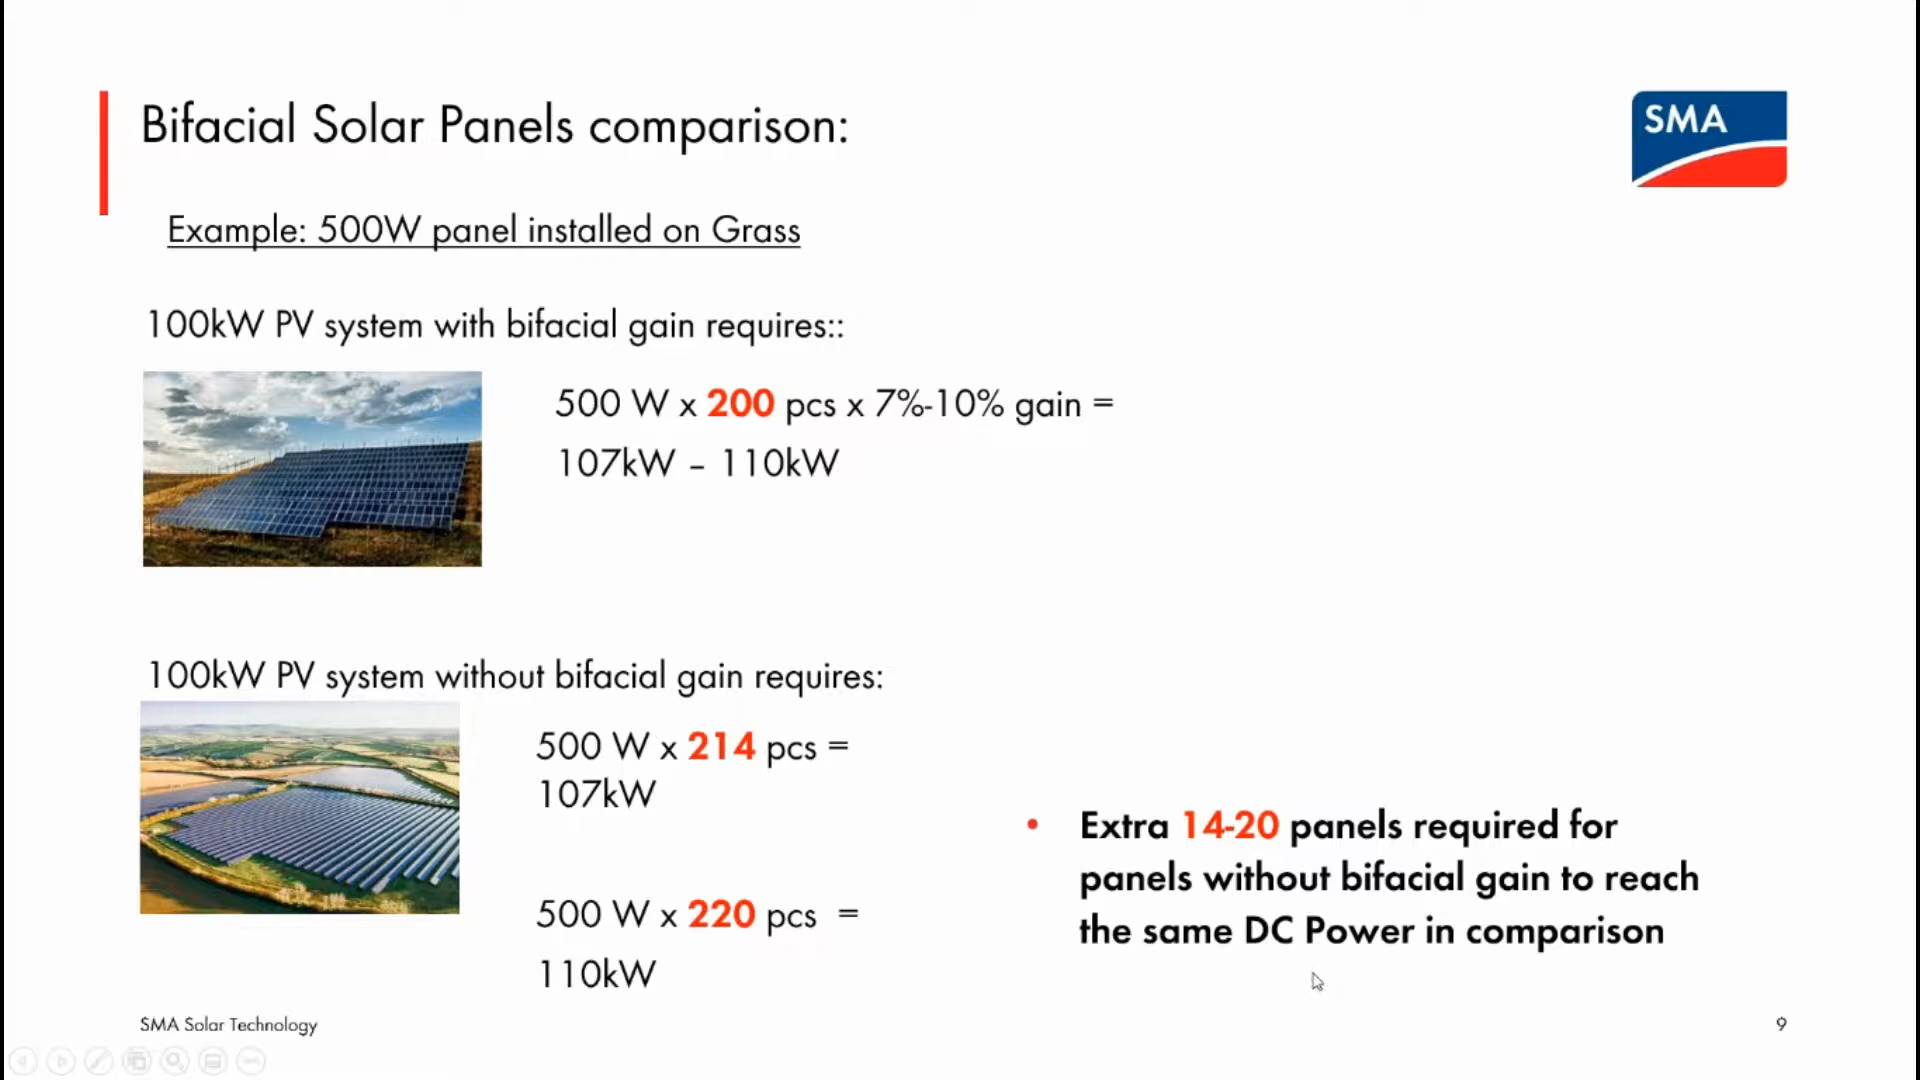 Bifacial Solar Panels comparison:
SMA
Example: 500W panel installed on Grass
100kW PV system with bifacial gain requires::
500 W x 200 pcs x 7%-10% gain =
107kW – 110kW
100kW PV system without bifacial gain requires:
500 W x 214 pcs =
107kW
500 W x 220 pcs =
110kW
• Extra 14-20 panels required for
panels without bifacial gain to reach
the same DC Power in comparison
SMA Solar Technology
9